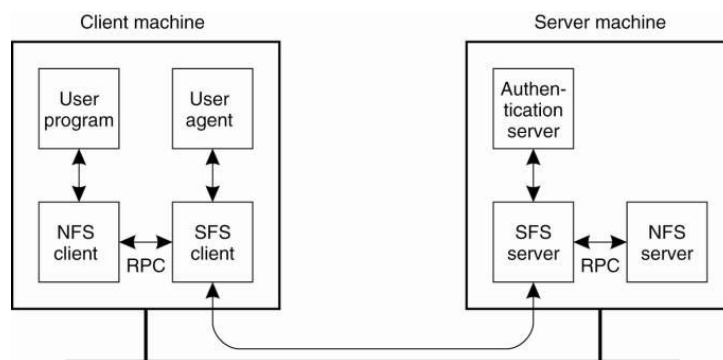 Client machine
Server machine
User
program
User
agent
Authen-
tication
server
NFS
client
RPC
SFS
client
SFS
server
RPC
NFS
server